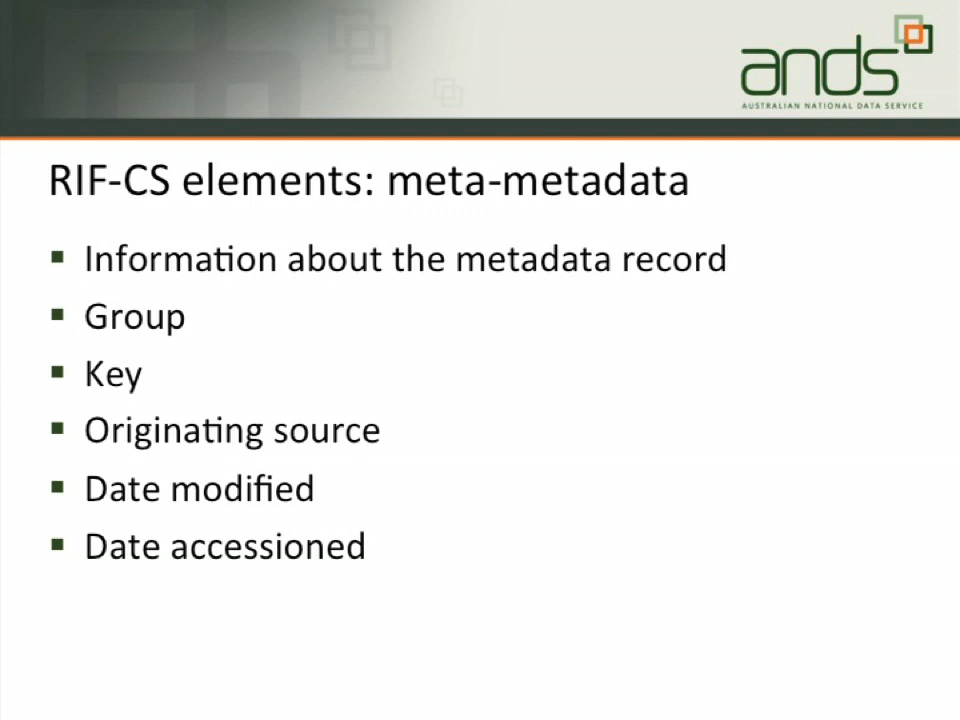 ands
AUSTRALIAN NATIONAL DATA SERVICE
RIF-CS elements: meta-metadata
Information about the metadata record
Group
Key
Originating source
Date modified
Date accessioned